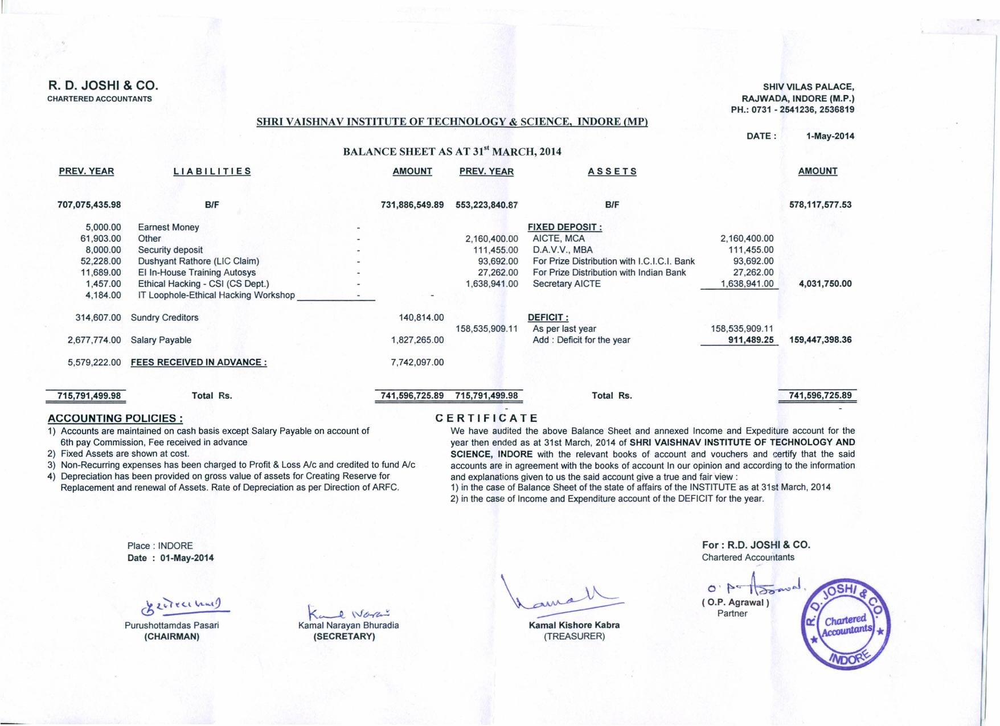 R. D. JOSHI & CO.
CHARTERED ACCOUNTANTS
SHIV VILAS PALACE,
RAJWADA, INDORE (M.P.)
PH.: 0731 - 2541236, 2536819
SHRI VAISHNAV INSTITUTE OF TECHNOLOGY & SCIENCE, INDORE (MP)
DATE : 1-May-2014
BALANCE SHEET AS AT 31st MARCH, 2014
PREV. YEAR LIABILITIES AMOUNT PREV. YEAR ASSETS AMOUNT
707,075,435.98 B/F 731,886,549.89 553,223,840.87 B/F 578,117,577.53
5,000.00 Earnest Money - FIXED DEPOSIT :
61,903.00 Other - 2,160,400.00 AICTE, MCA 2,160,400.00
8,000.00 Security deposit - 111,455.00 D.A.V.V., MBA 111,455.00
52,228.00 Dushyant Rathore (LIC Claim) - 93,692.00 For Prize Distribution with I.C.I.C.I. Bank 93,692.00
11,689.00 EI In-House Training Autosys - 27,262.00 For Prize Distribution with Indian Bank 27,262.00
1,457.00 Ethical Hacking - CSI (CS Dept.) - 1,638,941.00 Secretary AICTE 1,638,941.00 4,031,750.00
4,184.00 IT Loophole-Ethical Hacking Workshop - -
314,607.00 Sundry Creditors 140,814.00 DEFICIT :
158,535,909.11 As per last year 158,535,909.11
2,677,774.00 Salary Payable 1,827,265.00 Add : Deficit for the year 911,489.25 159,447,398.36
5,579,222.00 FEES RECEIVED IN ADVANCE : 7,742,097.00
715,791,499.98 Total Rs. 741,596,725.89 715,791,499.98 Total Rs. 741,596,725.89
- -
ACCOUNTING POLICIES :
1) Accounts are maintained on cash basis except Salary Payable on account of
6th pay Commission, Fee received in advance
2) Fixed Assets are shown at cost.
3) Non-Recurring expenses has been charged to Profit & Loss A/c and credited to fund A/c
4) Depreciation has been provided on gross value of assets for Creating Reserve for
Replacement and renewal of Assets. Rate of Depreciation as per Direction of ARFC.
CERTIFICATE
We have audited the above Balance Sheet and annexed Income and Expediture account for the
year then ended as at 31st March, 2014 of SHRI VAISHNAV INSTITUTE OF TECHNOLOGY AND
SCIENCE, INDORE with the relevant books of account and vouchers and certify that the said
accounts are in agreement with the books of account In our opinion and according to the information
and explanations given to us the said account give a true and fair view :
1) in the case of Balance Sheet of the state of affairs of the INSTITUTE as at 31st March, 2014
2) in the case of Income and Expenditure account of the DEFICIT for the year.
Place : INDORE
Date : 01-May-2014
For : R.D. JOSHI & CO.
Chartered Accountants
O. P. Agrawal.
( O.P. Agrawal )
Partner
Kamal Narain
Purushottamdas Pasari
(CHAIRMAN)
Kamal Narayan Bhuradia
(SECRETARY)
Kamal Kishore Kabra
(TREASURER)
R. D. JOSHI & CO.
Chartered
Accountants
★ INDORE ★